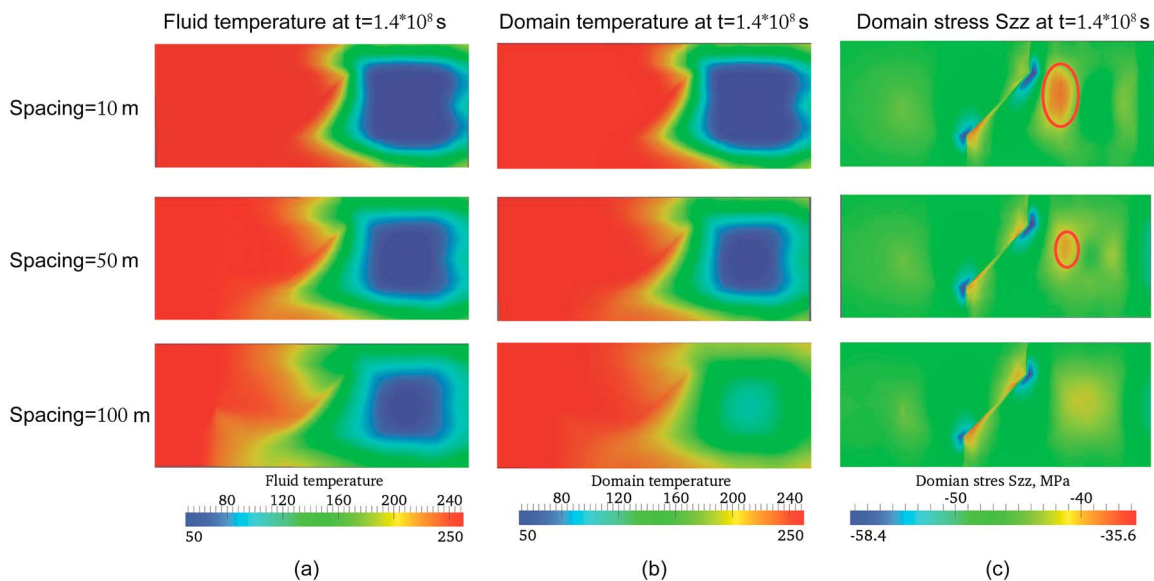 Fluid temperature at t=1.4*10⁸ s
Domain temperature at t=1.4*10⁸ s
Domain stress Szz at t=1.4*10⁸ s
Spacing=10 m
Spacing=50 m
Spacing=100 m
Fluid temperature
80 120 160 200 240
50 250
Domain temperature
80 120 160 200 240
50 250
Domian stres Szz, MPa
-50 -40
-58.4 -35.6
(a)
(b)
(c)